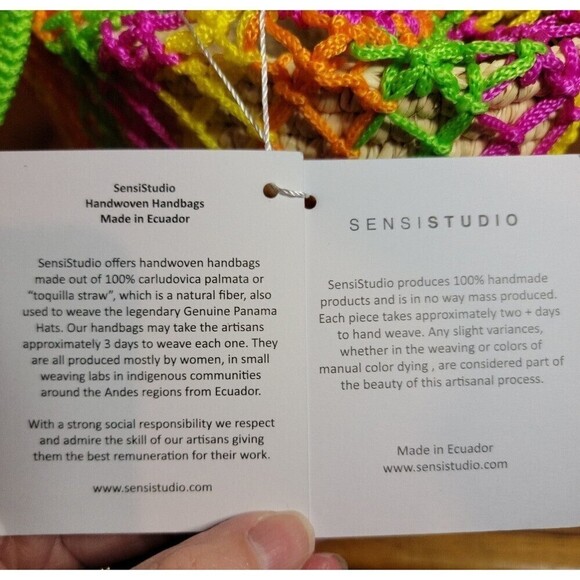 SensiStudio
Handwoven Handbags
Made in Ecuador
SensiStudio offers handwoven handbags
made out of 100% carludovica palmata or
"toquilla straw", which is a natural fiber, also
used to weave the legendary Genuine Panama
Hats. Our handbags may take the artisans
approximately 3 days to weave each one. They
are all produced mostly by women, in small
weaving labs in indigenous communities
around the Andes regions from Ecuador.
With a strong social responsibility we respect
and admire the skill of our artisans giving
them the best remuneration for their work.
www.sensistudio.com
SENSISTUDIO
SensiStudio produces 100% handmade
products and is in no way mass produced.
Each piece takes approximately two + days
to hand weave. Any slight variances,
whether in the weaving or colors of
manual color dying , are considered part of
the beauty of this artisanal process.
Made in Ecuador
www.sensistudio.com